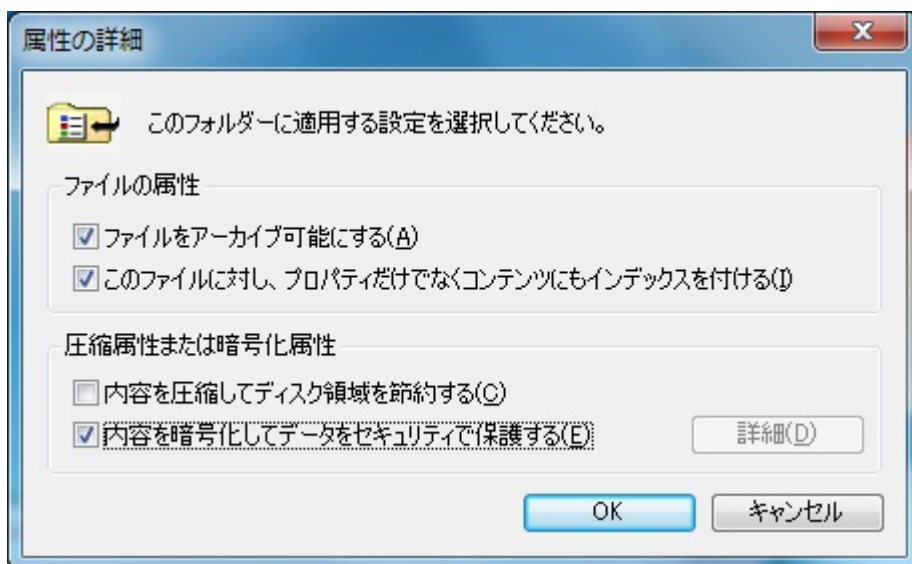 属性の詳細
このフォルダーに適用する設定を選択してください。
ファイルの属性
ファイルをアーカイブ可能にする(A)
このファイルに対し、プロパティだけでなくコンテンツにもインデックスを付ける(I)
圧縮属性または暗号化属性
内容を圧縮してディスク領域を節約する(C)
内容を暗号化してデータをセキュリティで保護する(E)
詳細(D)
OK
キャンセル